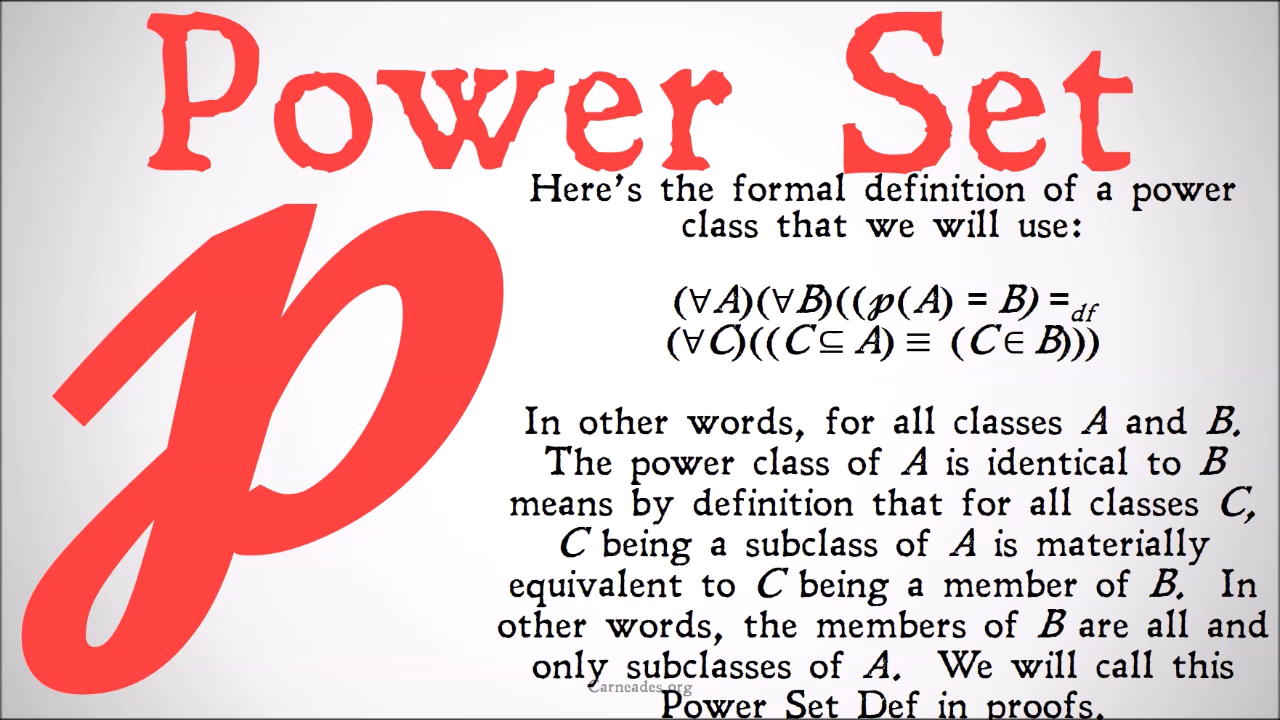 Power Set
Here's the formal definition of a power
class that we will use:
(∀A)(∀B)((℘(A) = B) =df
(∀C)((C⊆ A) ≡ (C∈ B)))
In other words, for all classes A and B.
The power class of A is identical to B
means by definition that for all classes C,
C being a subclass of A is materially
equivalent to C being a member of B. In
other words, the members of B are all and
only subclasses of A. We will call this
Carneades.org
Power Set Def in proofs.
℘